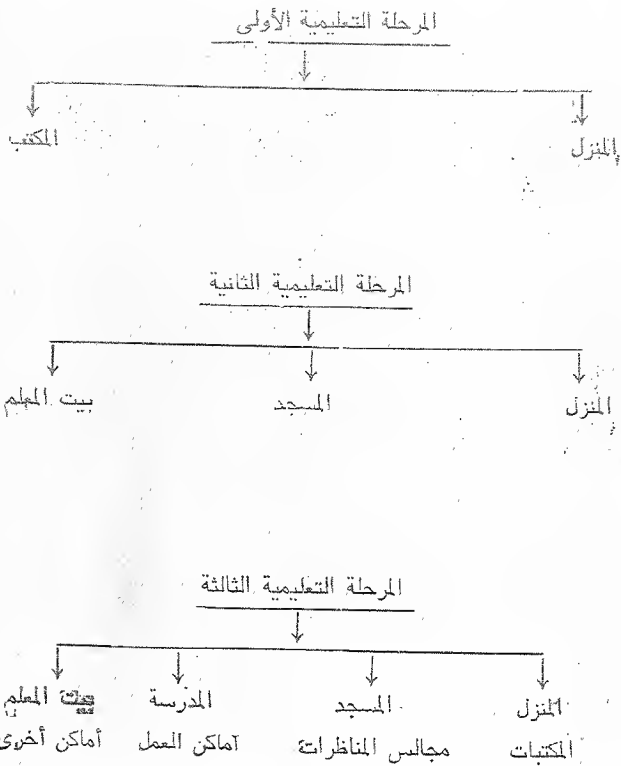 المرحلة التعليمية الأولى
المنزل المكتب
المرحلة التعليمية الثانية
المنزل المسجد بيت المعلم
المرحلة التعليمية الثالثة
المنزل المسجد المدرسة بيت المعلم
المكتبات مجالس المناظرات أماكن العمل أماكن أخرى